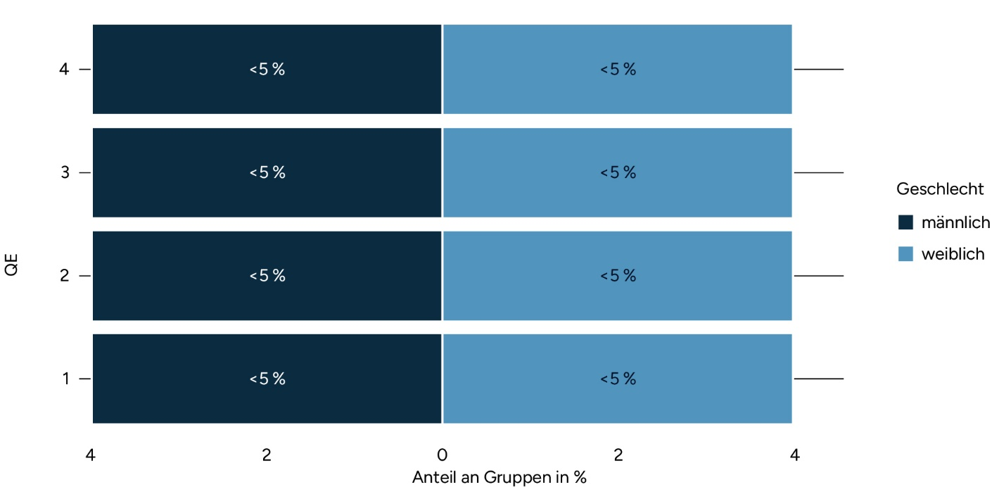 4
<5 %
<5 %
3
<5 %
<5 %
Geschlecht
männlich
weiblich
QE
2
<5 %
<5 %
1
<5 %
<5 %
4 2 0 2 4
Anteil an Gruppen in %